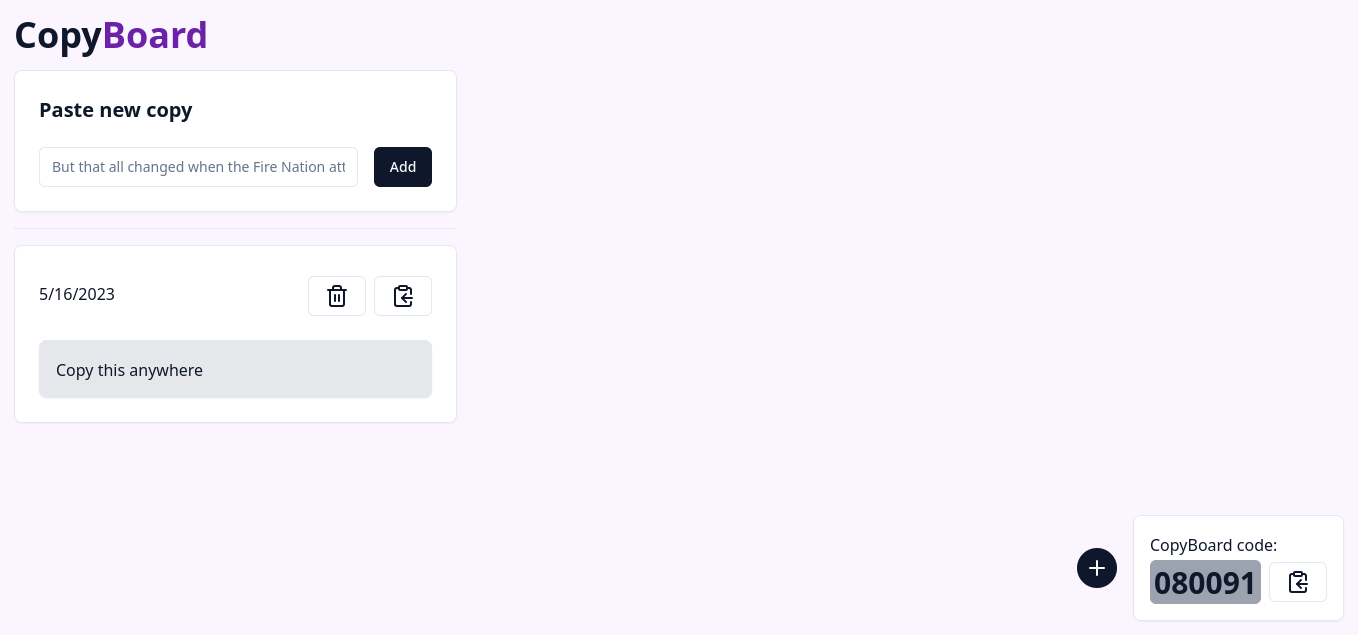 CopyBoard
Paste new copy
But that all changed when the Fire Nation att
Add
5/16/2023
Copy this anywhere
CopyBoard code:
080091